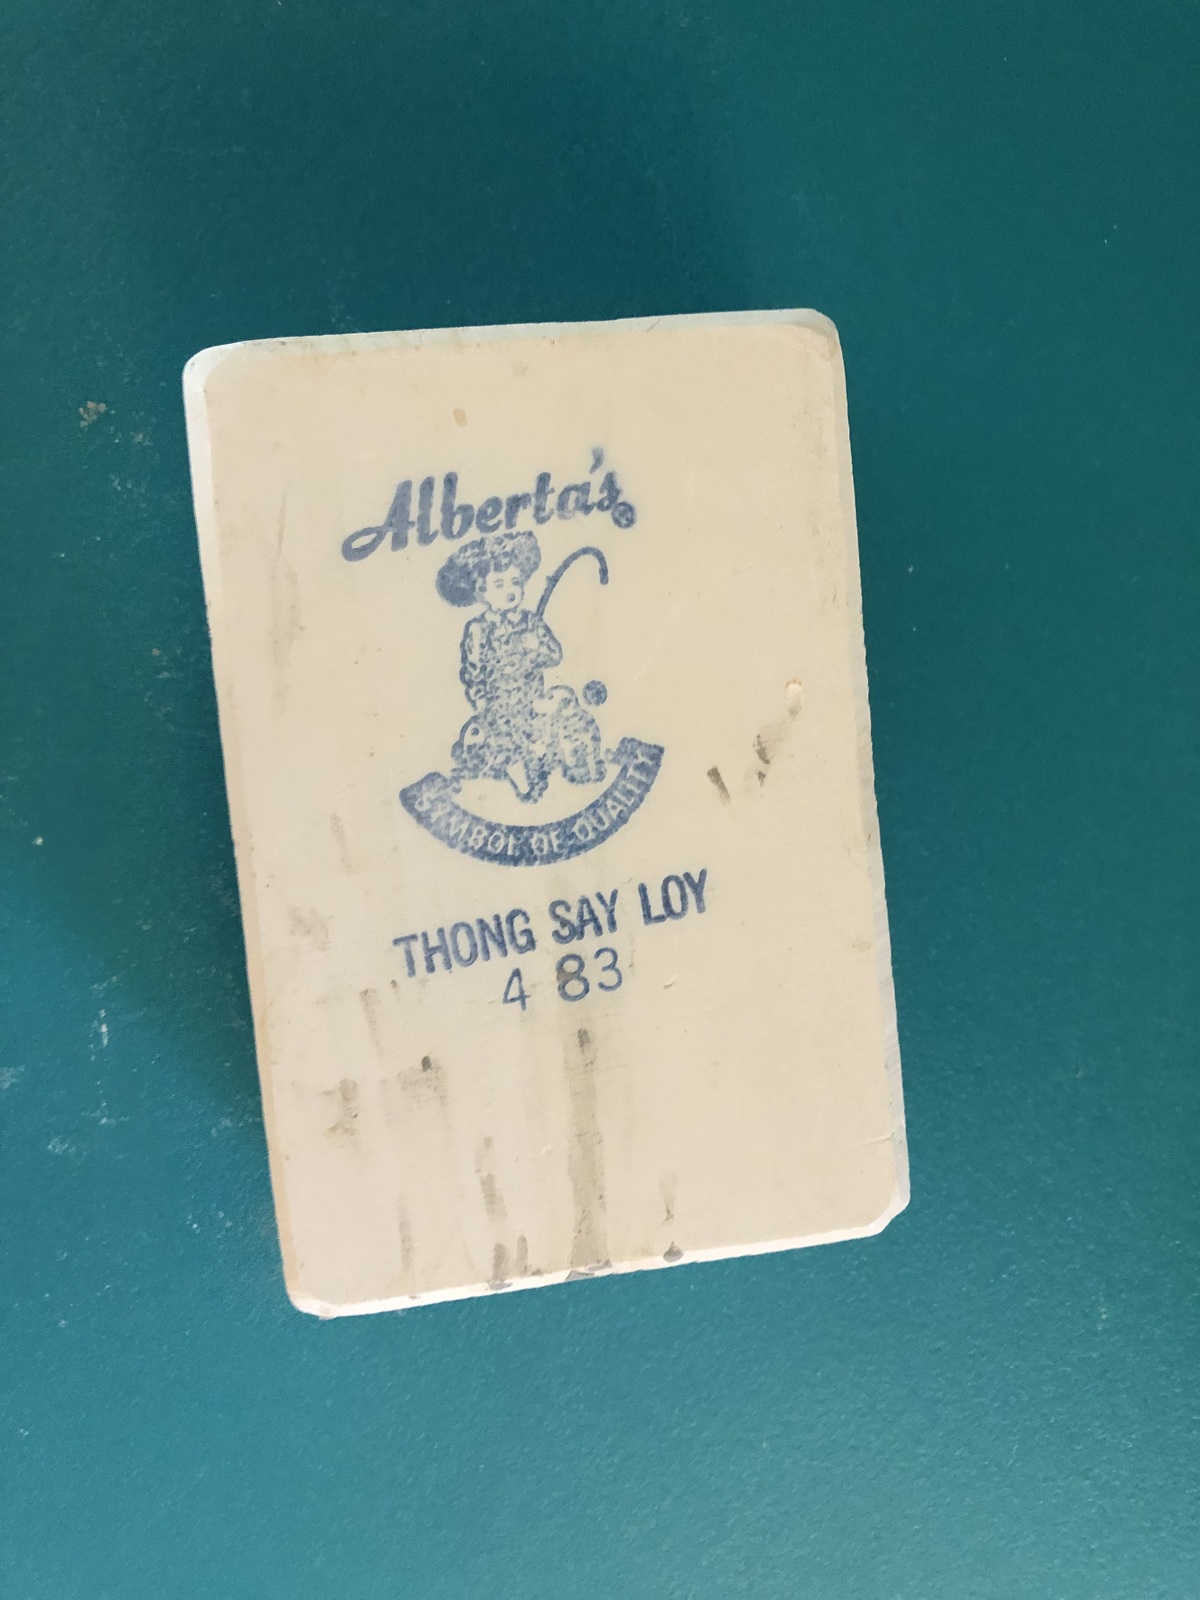 Alberta's®
SYMBOL OF QUALITY
THONG SAY LOY
4 83